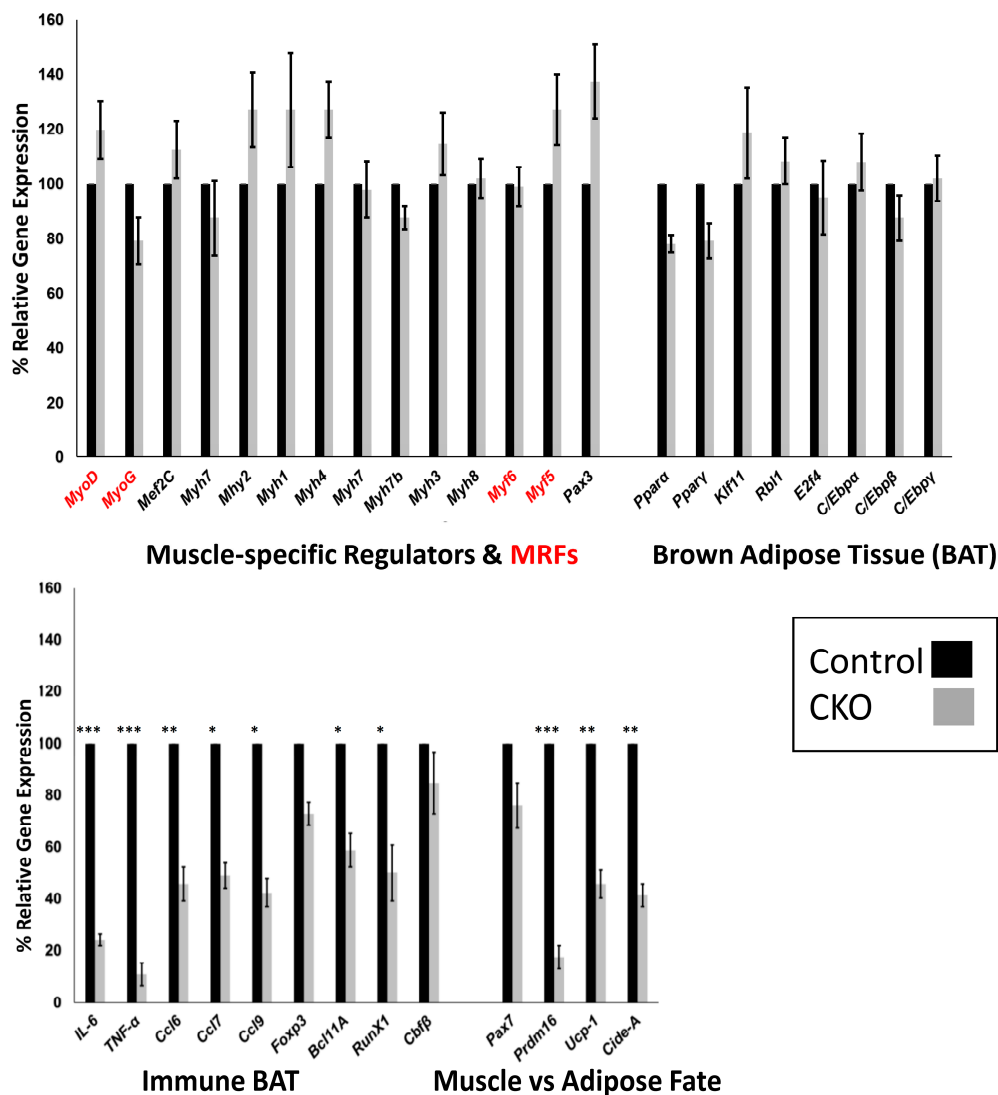 % Relative Gene Expression
160
140
120
100
80
60
40
20
0
MyoD MyoG Mef2C Myh7 Mhy2 Myh1 Myh4 Myh7 Myh7b Myh3 Myh8 Myf6 Myf5 Pax3 Pparα Pparγ Klf11 Rbl1 E2f4 C/Ebpα C/Ebpβ C/Ebpγ
Muscle-specific Regulators & MRFs Brown Adipose Tissue (BAT)
% Relative Gene Expression
160
140
120
100
80
60
40
20
0
*** *** ** * * * * *** ** **
IL-6 TNF-α Ccl6 Ccl7 Ccl9 Foxp3 Bcl11A RunX1 Cbfβ Pax7 Prdm16 Ucp-1 Cide-A
Immune BAT Muscle vs Adipose Fate
Control
CKO